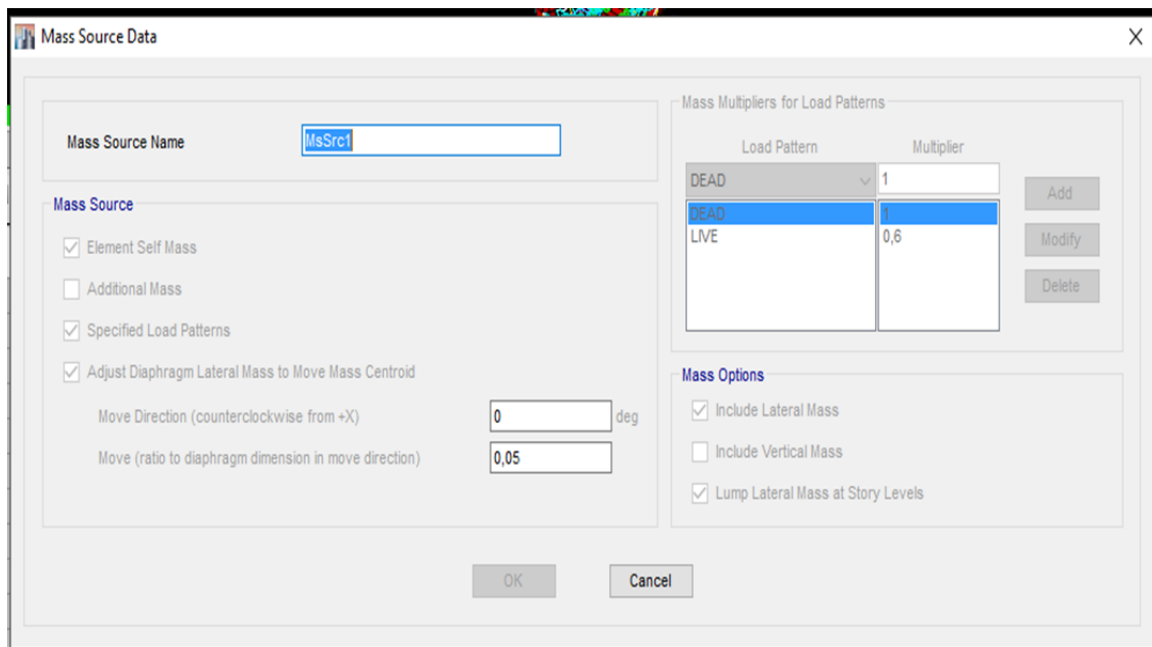 Mass Source Data
Mass Source Name
MsSrc1
Mass Source
Element Self Mass
Additional Mass
Specified Load Patterns
Adjust Diaphragm Lateral Mass to Move Mass Centroid
Move Direction (counterclockwise from +X)
0
deg
Move (ratio to diaphragm dimension in move direction)
0,05
Mass Multipliers for Load Patterns
Load Pattern Multiplier
DEAD 1
DEAD 1
LIVE 0,6
Add
Modify
Delete
Mass Options
Include Lateral Mass
Include Vertical Mass
Lump Lateral Mass at Story Levels
OK
Cancel